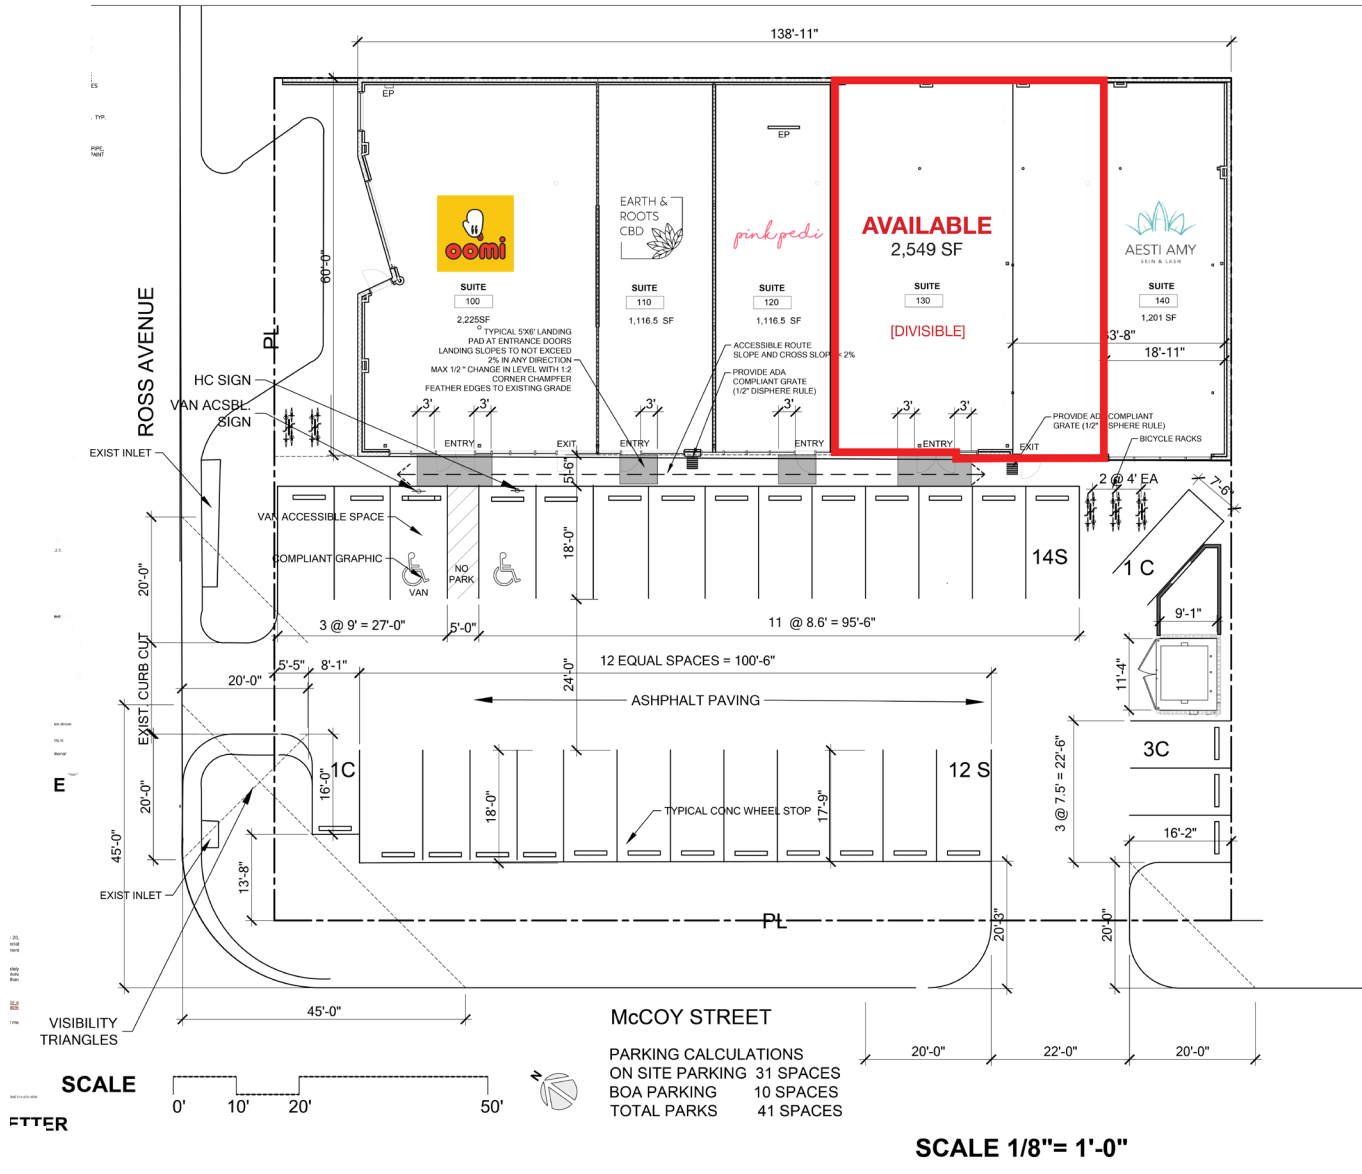 138'-11"
ES
TYP.
PIPE,
PAINT
EP
EP
60'-0"
ROSS AVENUE
PL
oomi
SUITE
100
2,225SF
EARTH &
ROOTS
CBD
SUITE
110
1,116.5 SF
pink pedi
SUITE
120
1,116.5 SF
AVAILABLE
2,549 SF
SUITE
130
[DIVISIBLE]
AESTI AMY
SKIN & LASH
SUITE
140
1,201 SF
33'-8"
18'-11"
TYPICAL 5'X6' LANDING
PAD AT ENTRANCE DOORS
LANDING SLOPES TO NOT EXCEED
2% IN ANY DIRECTION
MAX 1/2 " CHANGE IN LEVEL WITH 1:2
CORNER CHAMPFER
FEATHER EDGES TO EXISTING GRADE
ACCESSIBLE ROUTE
SLOPE AND CROSS SLOP < 2%
PROVIDE ADA
COMPLIANT GRATE
(1/2" DISPHERE RULE)
HC SIGN
VAN ACSBL.
SIGN
EXIST INLET
3'
3'
3'
3'
3'
3'
ENTRY
EXIT
ENTRY
ENTRY
ENTRY
EXIT
PROVIDE ADA COMPLIANT
GRATE (1/2" SPHERE RULE)
BICYCLE RACKS
5'-6"
2 @ 4' EA
7'-6"
VAN ACCESSIBLE SPACE
COMPLIANT GRAPHIC
VAN
NO
PARK
18'-0"
14S
1 C
20'-0"
3 @ 9' = 27'-0"
5'-0"
11 @ 8.6' = 95'-6"
9'-1"
EXIST. CURB CUT
5'-5"
8'-1"
12 EQUAL SPACES = 100'-6"
24'-0"
11'-4"
20'-0"
ASHPHALT PAVING
E
1C
16'-0"
18'-0"
17'-9"
12 S
3C
3 @ 7.5' = 22'-6"
TYPICAL CONC WHEEL STOP
16'-2"
20'-0"
45'-0"
13'-8"
EXIST INLET
PL
20'-3"
20'-0"
VISIBILITY
TRIANGLES
45'-0"
McCOY STREET
20'-0"
22'-0"
20'-0"
PARKING CALCULATIONS
ON SITE PARKING 31 SPACES
BOA PARKING 10 SPACES
TOTAL PARKS 41 SPACES
SCALE
0'
10'
20'
50'
N
ETTER
SCALE 1/8"= 1'-0"